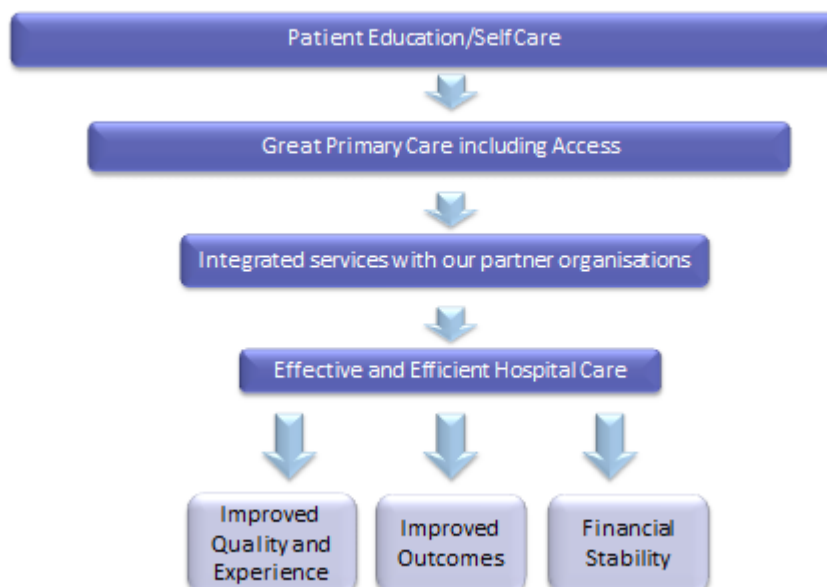 Patient Education/Self Care
Great Primary Care including Access
Integrated services with our partner organisations
Effective and Efficient Hospital Care
Improved
Quality and
Experience
Improved
Outcomes
Financial
Stability